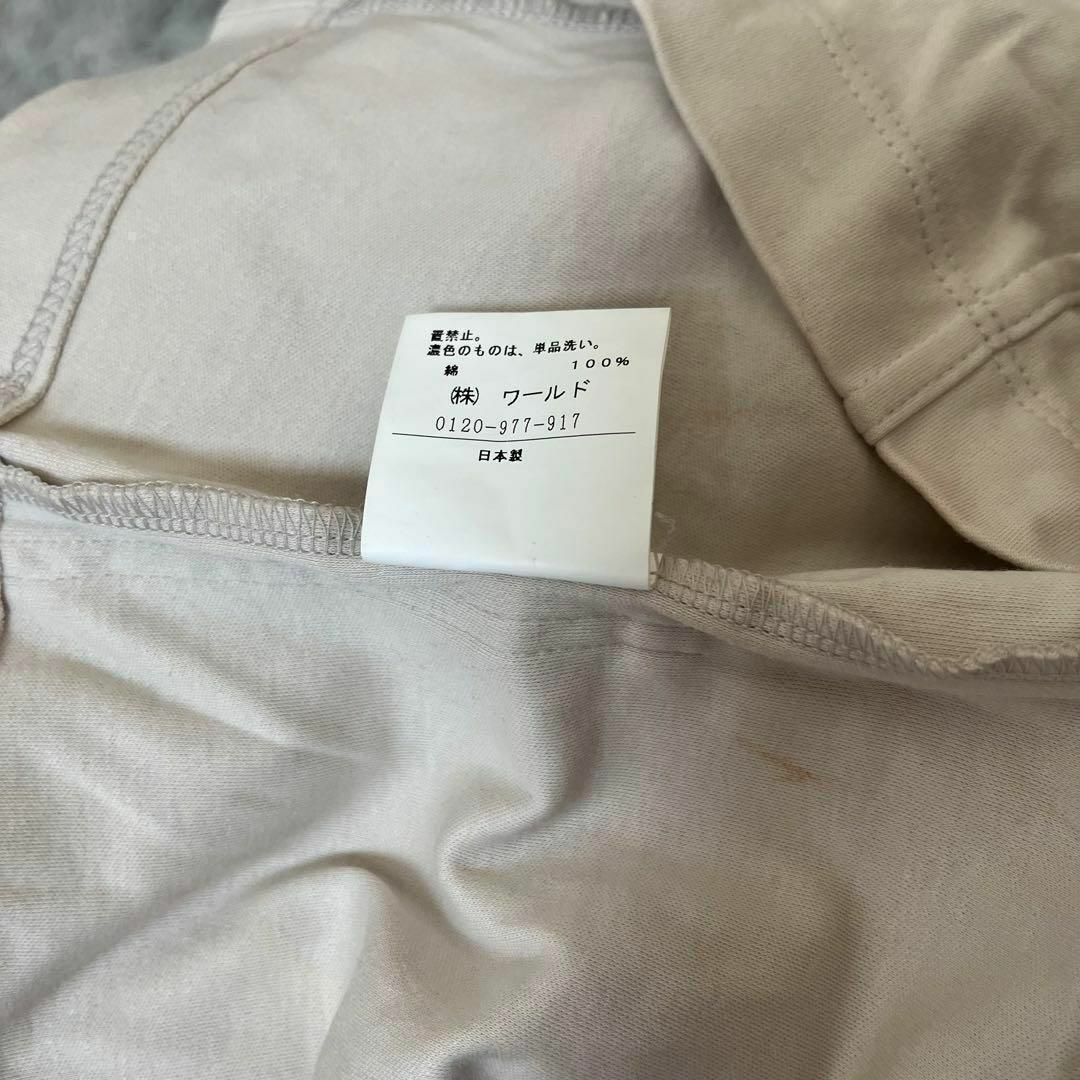 置禁止。
濃色のものは、単品洗い。
綿 100%
㈱ ワールド
0120-977-917
日本製